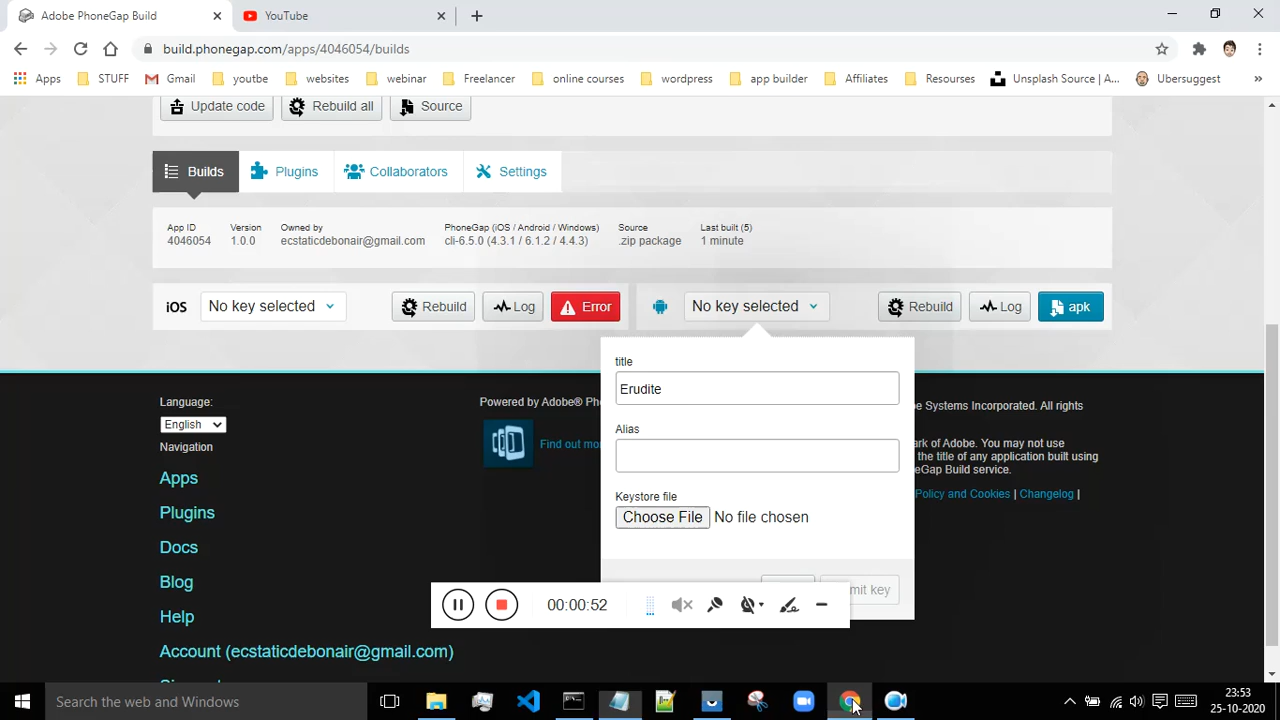 Adobe PhoneGap Build
YouTube
build.phonegap.com/apps/4046054/builds
Apps STUFF Gmail youtbe websites webinar Freelancer online courses wordpress app builder Affiliates Resourses Unsplash Source | A... Ubersuggest »
Update code Rebuild all Source
Builds Plugins Collaborators Settings
App ID Version Owned by PhoneGap (iOS / Android / Windows) Source Last built (5)
4046054 1.0.0 ecstaticdebonair@gmail.com cli-6.5.0 (4.3.1 / 6.1.2 / 4.4.3) .zip package 1 minute
iOS No key selected Rebuild Log Error No key selected Rebuild Log apk
title
Erudite
Alias
Keystore file
Choose File No file chosen
mit key
Language:
English
Navigation
Apps
Plugins
Docs
Blog
Help
Account (ecstaticdebonair@gmail.com)
Powered by Adobe® Ph
Find out mo
e Systems Incorporated. All rights
rk of Adobe. You may not use
the title of any application built using
eGap Build service.
Policy and Cookies | Changelog |
00:00:52
Search the web and Windows
23:53
25-10-2020